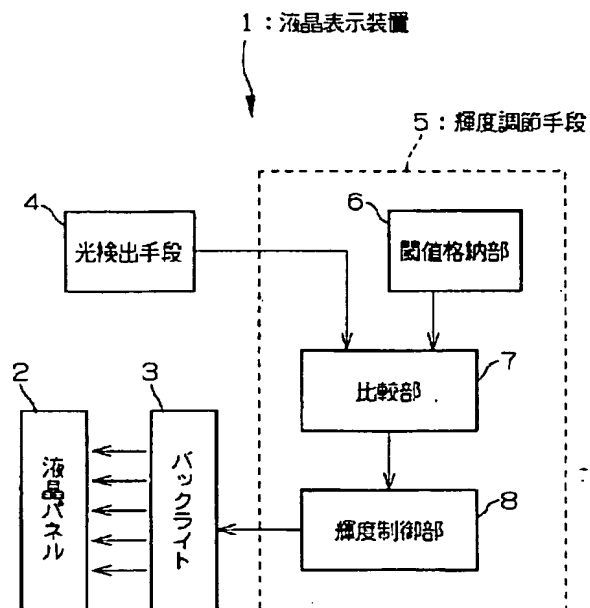 1：液晶表示装置
5：輝度調節手段
4
6
光検出手段
閾値格納部
7
比較部
2
3
液晶パネル
バックライト
8
輝度制御部